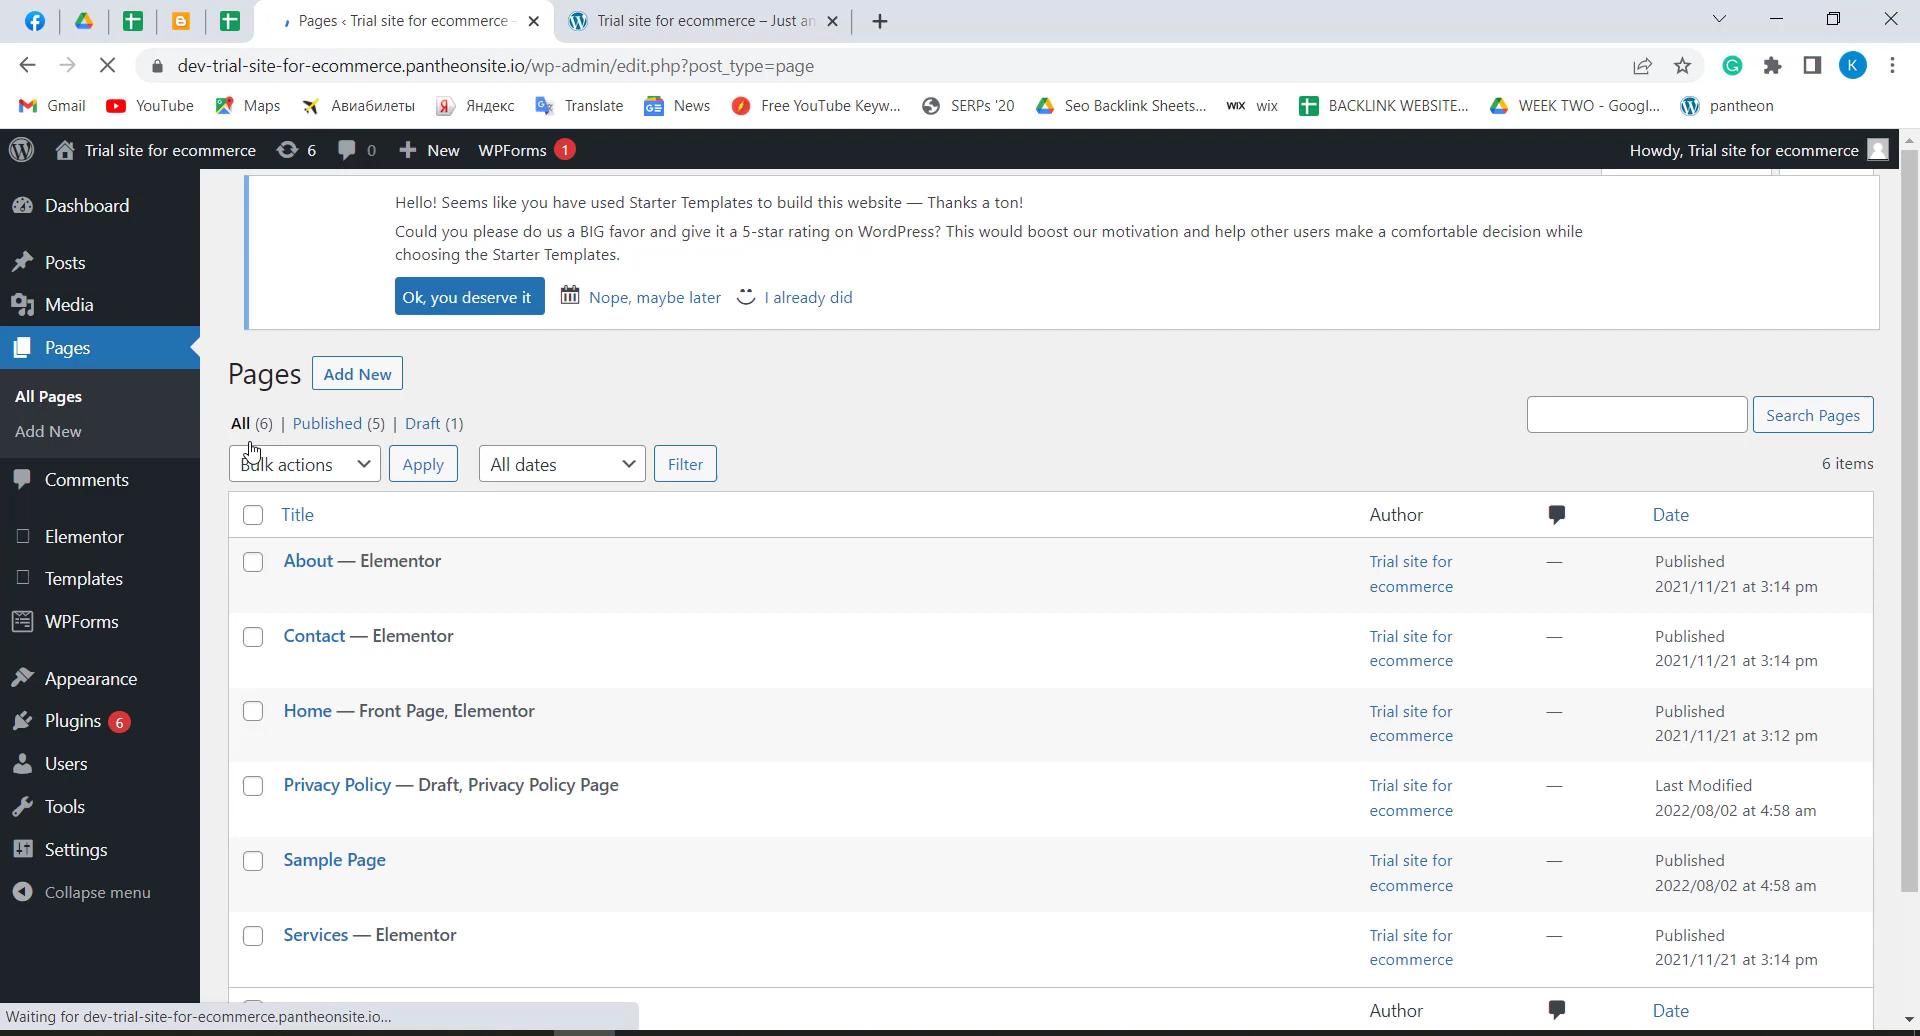 Pages ‹ Trial site for ecommerce
Trial site for ecommerce – Just an
dev-trial-site-for-ecommerce.pantheonsite.io/wp-admin/edit.php?post_type=page
K
Gmail YouTube Maps Авиабилеты Яндекс Translate News Free YouTube Keyw... SERPs '20 Seo Backlink Sheets... WIX wix BACKLINK WEBSITE... WEEK TWO - Googl... pantheon
Trial site for ecommerce 6 0 New WPForms 1 Howdy, Trial site for ecommerce
Dashboard
Posts
Media
Pages
All Pages
Add New
Comments
Elementor
Templates
WPForms
Appearance
Plugins 6
Users
Tools
Settings
Collapse menu
Hello! Seems like you have used Starter Templates to build this website — Thanks a ton!
Could you please do us a BIG favor and give it a 5-star rating on WordPress? This would boost our motivation and help other users make a comfortable decision while
choosing the Starter Templates.
Ok, you deserve it Nope, maybe later I already did
Pages Add New
All (6) | Published (5) | Draft (1)
Search Pages
Bulk actions Apply All dates Filter 6 items
Title Author Date
About — Elementor Trial site for — Published
ecommerce 2021/11/21 at 3:14 pm
Contact — Elementor Trial site for — Published
ecommerce 2021/11/21 at 3:14 pm
Home — Front Page, Elementor Trial site for — Published
ecommerce 2021/11/21 at 3:12 pm
Privacy Policy — Draft, Privacy Policy Page Trial site for — Last Modified
ecommerce 2022/08/02 at 4:58 am
Sample Page Trial site for — Published
ecommerce 2022/08/02 at 4:58 am
Services — Elementor Trial site for — Published
ecommerce 2021/11/21 at 3:14 pm
Author Date
Waiting for dev-trial-site-for-ecommerce.pantheonsite.io...